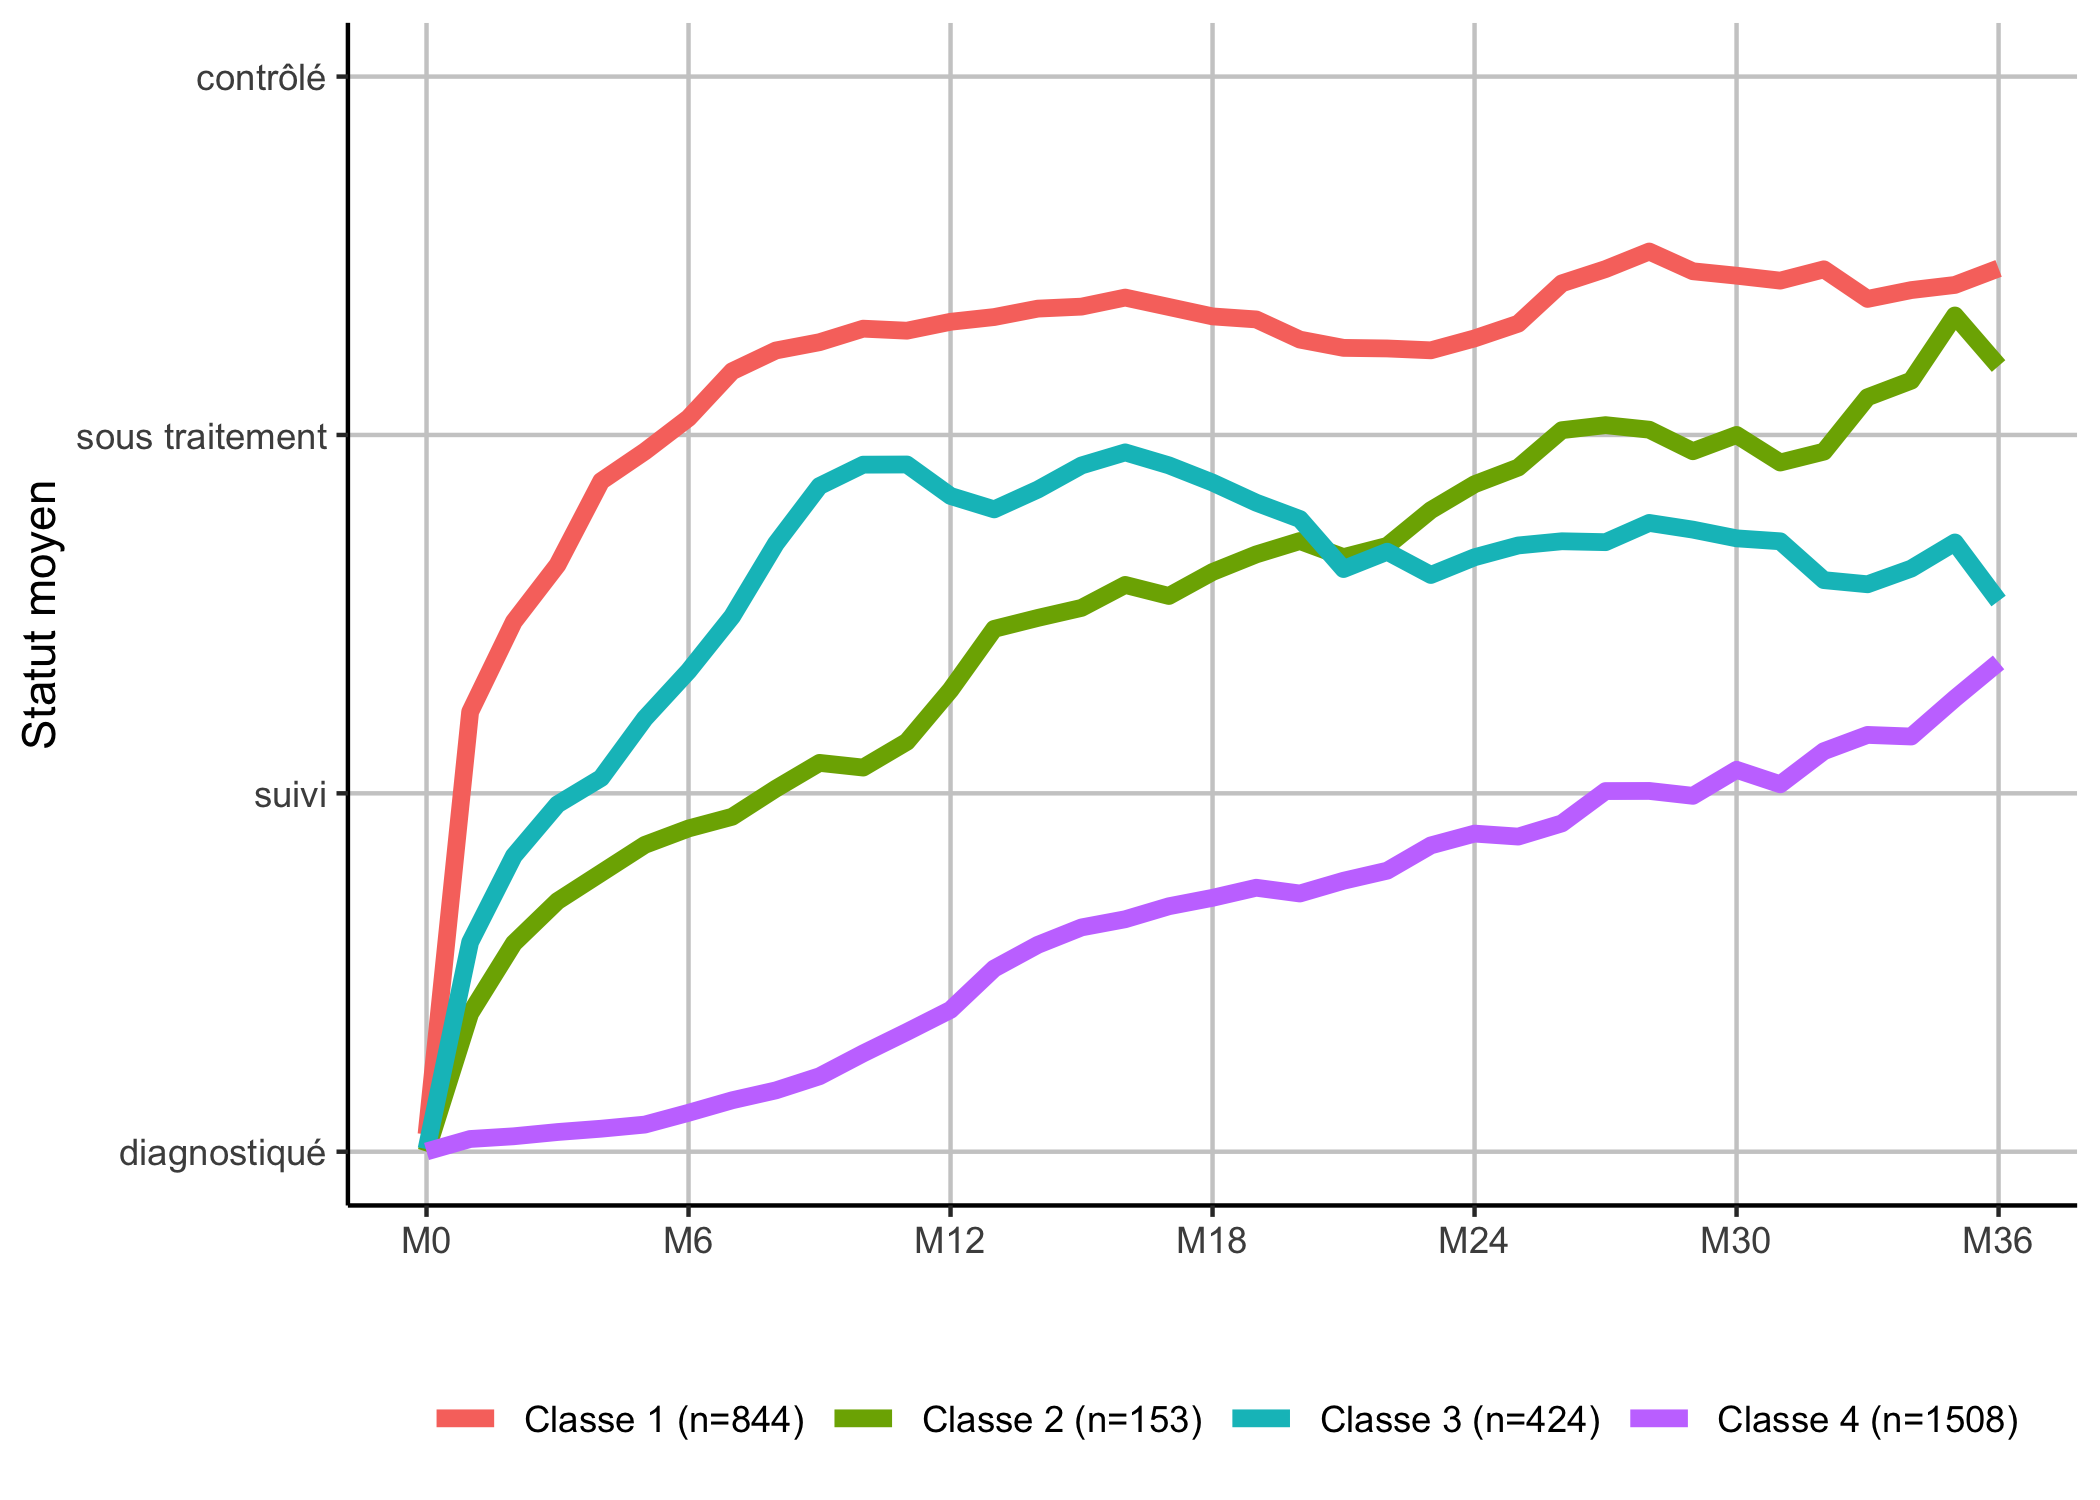 Statut moyen
contrôlé
sous traitement
suivi
diagnostiqué
M0 M6 M12 M18 M24 M30 M36
Classe 1 (n=844) Classe 2 (n=153) Classe 3 (n=424) Classe 4 (n=1508)